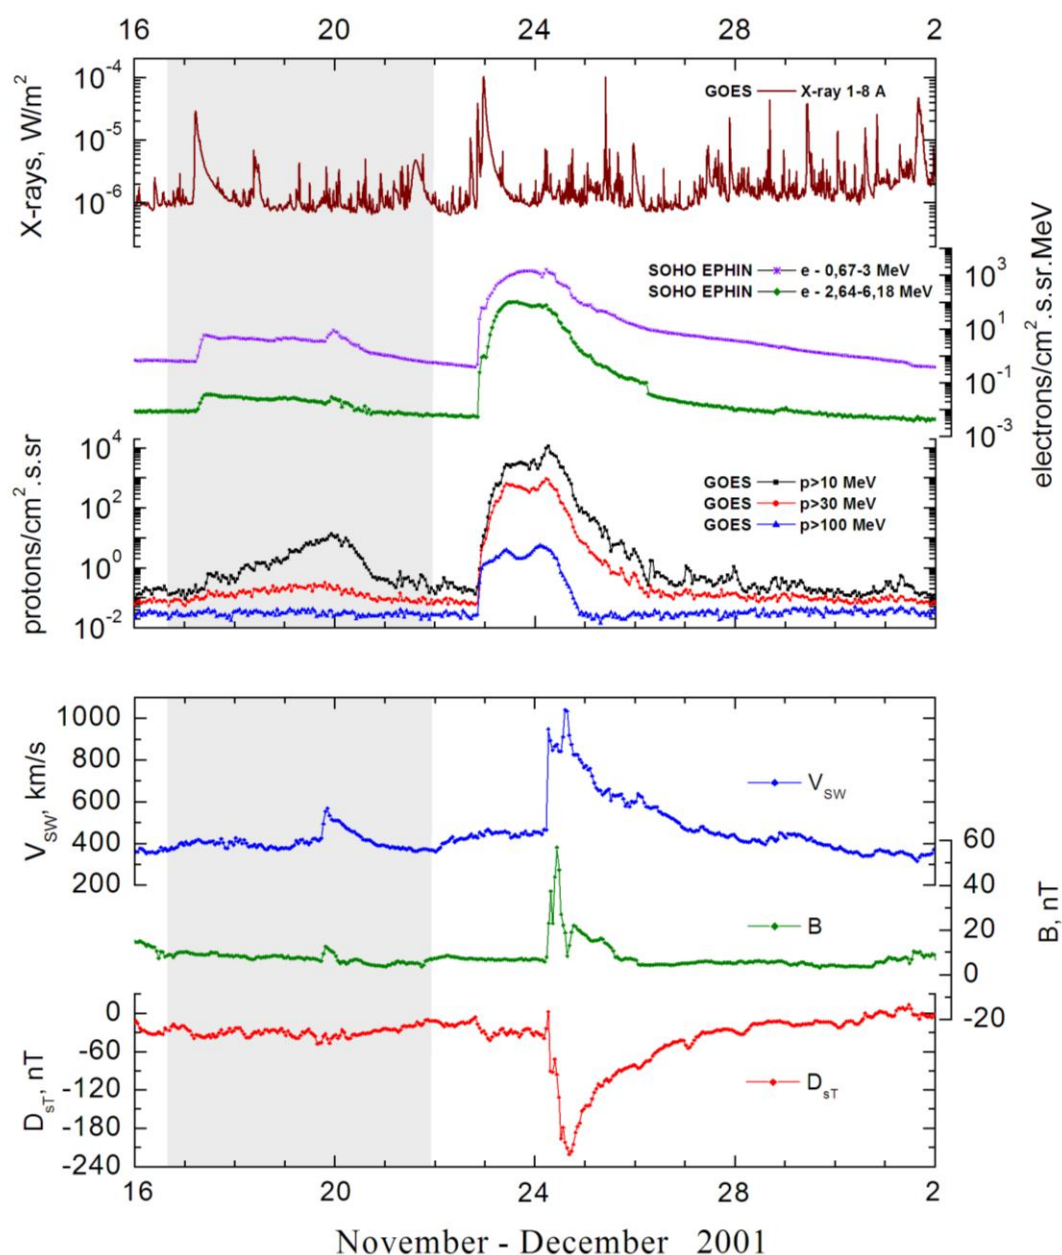 16 20 24 28 2
X-rays, W/m²
10⁻⁴
10⁻⁵
10⁻⁶
GOES X-ray 1-8 A
SOHO EPHIN e - 0,67-3 MeV
SOHO EPHIN e - 2,64-6,18 MeV
10³
10¹
10⁻¹
10⁻³
electrons/cm².s.sr.MeV
protons/cm².s.sr
10⁴
10²
10⁰
10⁻²
GOES p>10 MeV
GOES p>30 MeV
GOES p>100 MeV
V_SW, km/s
1000
800
600
400
200
V_SW
B, nT
60
40
20
0
-20
B
D_sT, nT
0
-60
-120
-180
-240
D_sT
16 20 24 28 2
November - December 2001